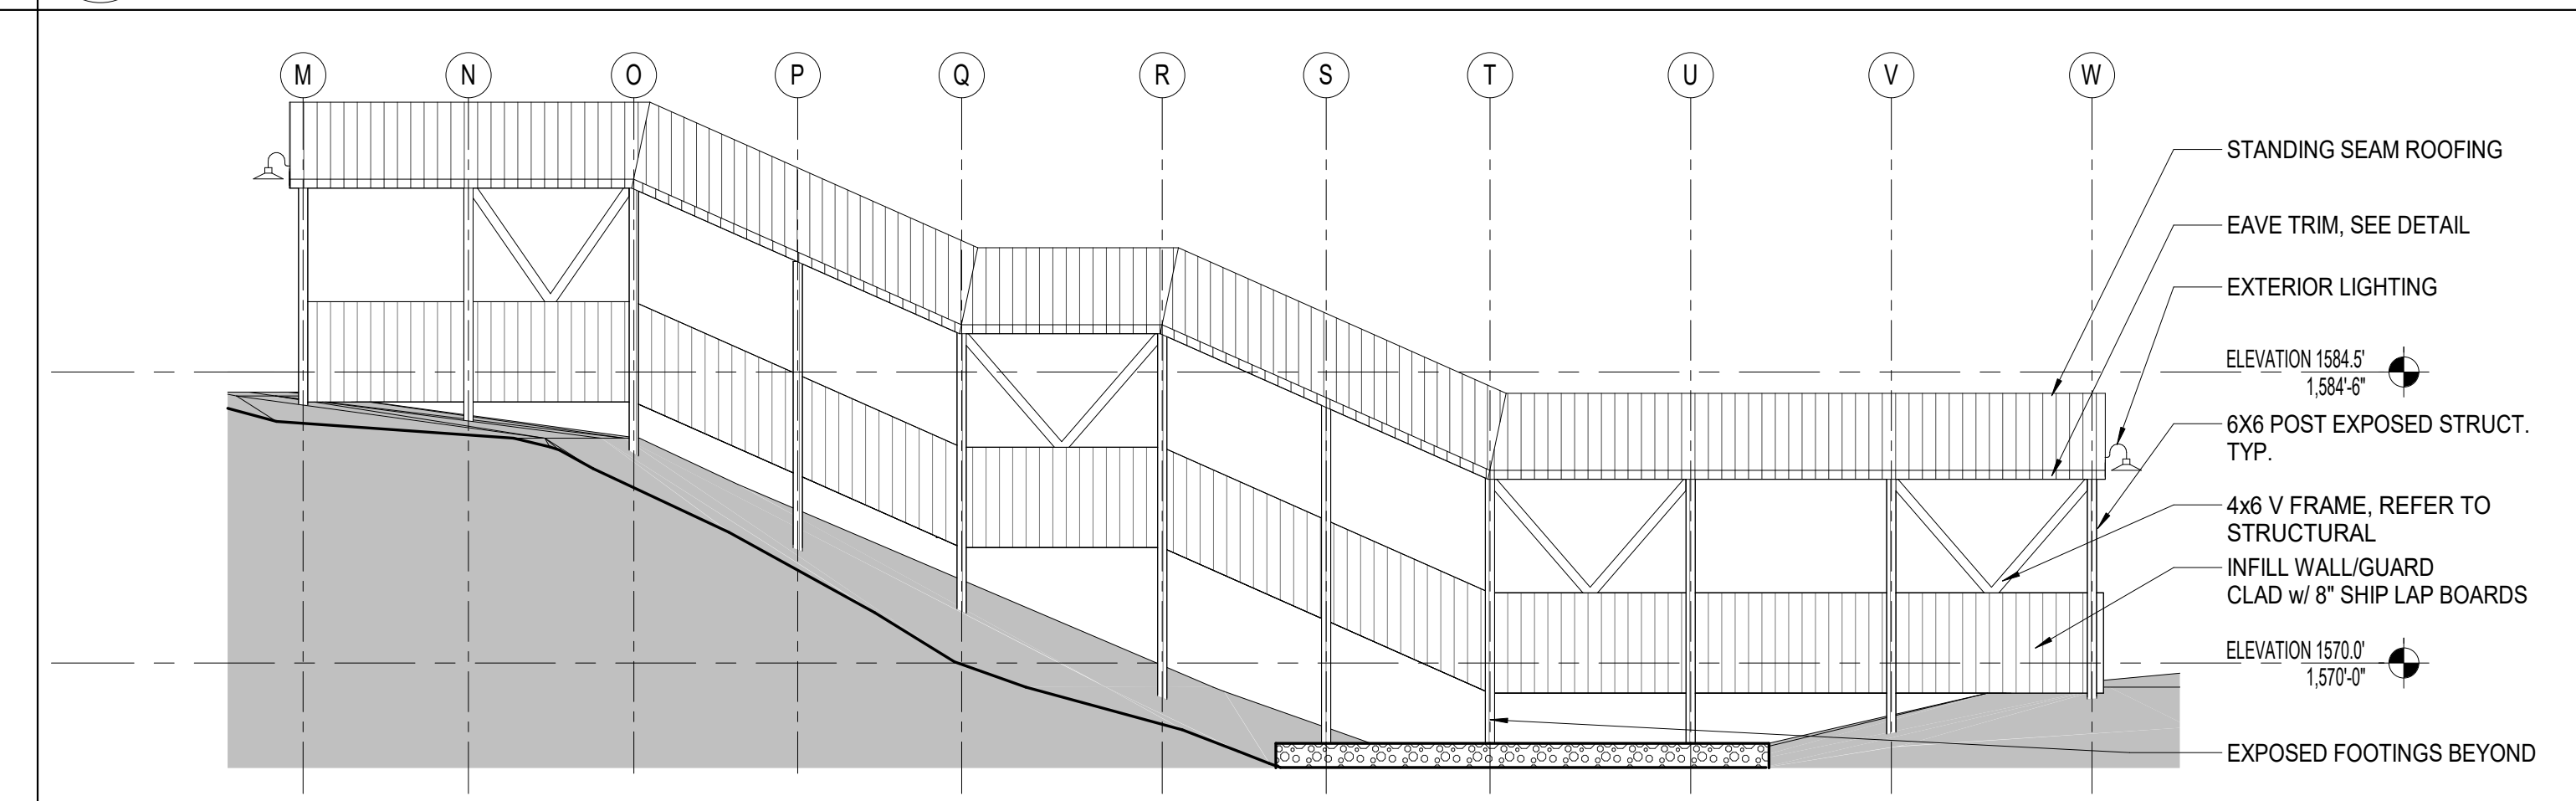 M N O P Q R S T U V W
STANDING SEAM ROOFING
EAVE TRIM, SEE DETAIL
EXTERIOR LIGHTING
ELEVATION 1584.5'
1,584'-6"
6X6 POST EXPOSED STRUCT.
TYP.
4x6 V FRAME, REFER TO
STRUCTURAL
INFILL WALL/GUARD
CLAD w/ 8" SHIP LAP BOARDS
ELEVATION 1570.0'
1,570'-0"
EXPOSED FOOTINGS BEYOND